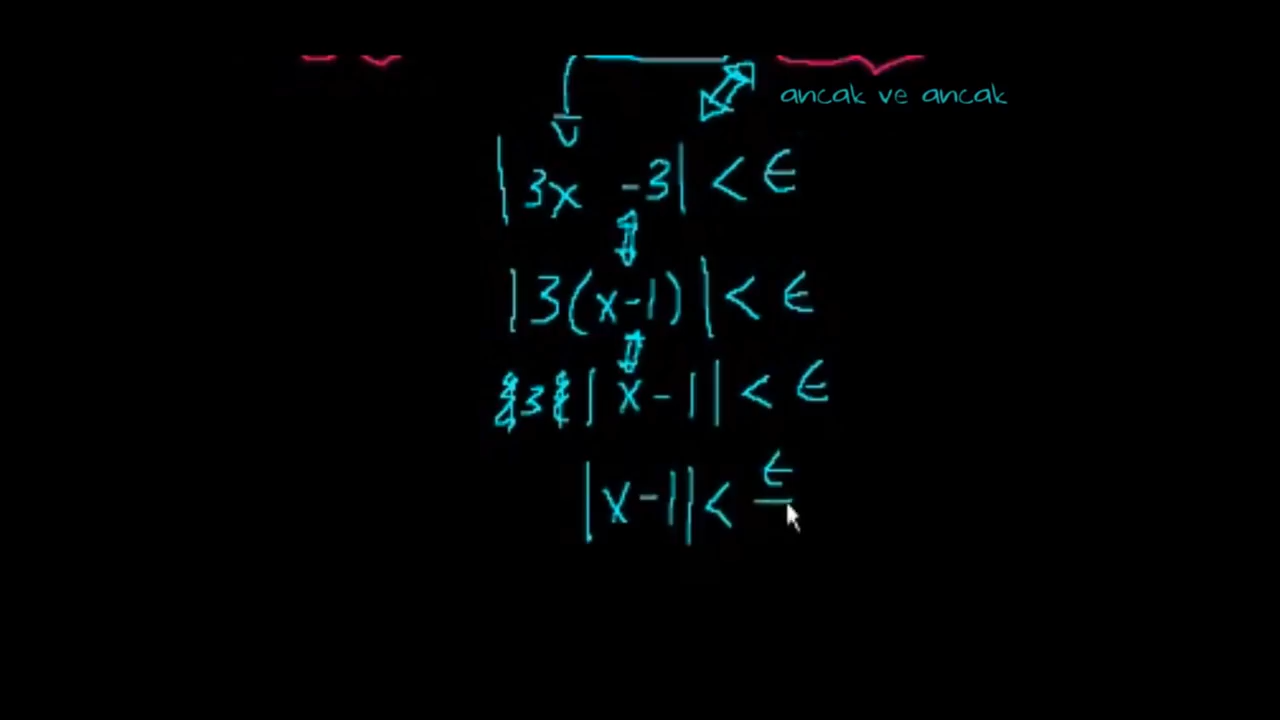 ancak ve ancak
|3x -3| < ϵ
|3(x-1)| < ϵ
3|x-1| < ϵ
|x-1| < ϵ